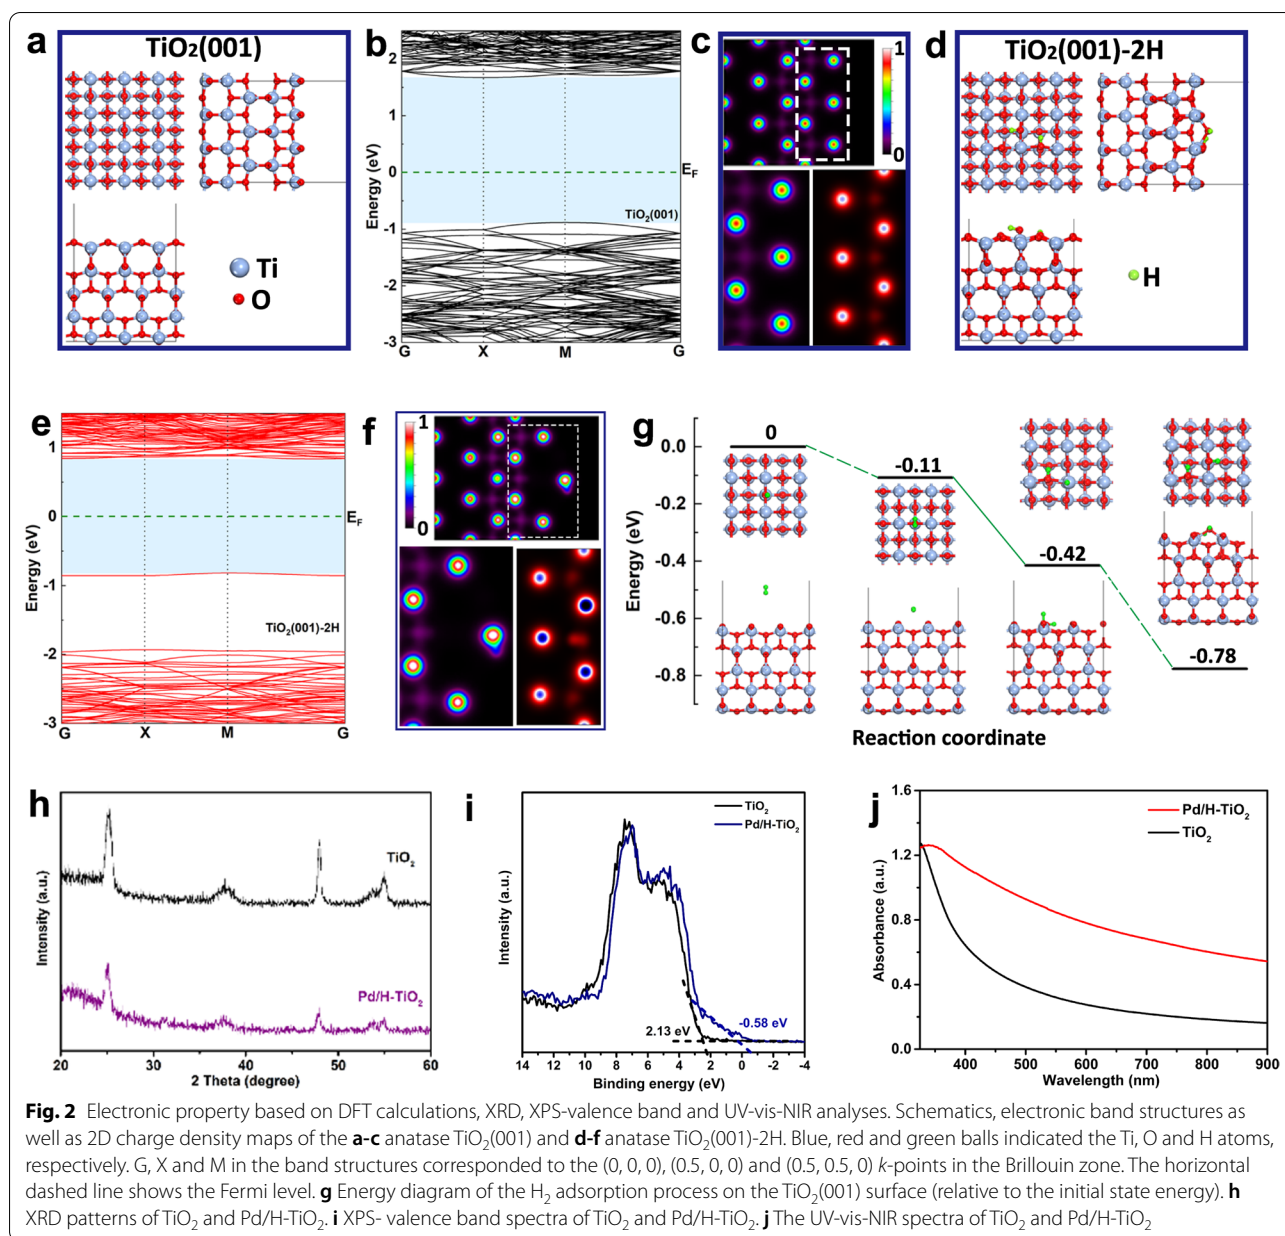 a
TiO2(001)
Ti
O
b
2
1
0
-1
-2
-3
Energy (eV)
EF
TiO2(001)
G
X
M
G
c
1
0
d
TiO2(001)-2H
H
e
1
0
-1
-2
-3
Energy (eV)
EF
TiO2(001)-2H
G
X
M
G
f
1
0
g
0.0
-0.2
-0.4
-0.6
-0.8
Energy (eV)
0
-0.11
-0.42
-0.78
Reaction coordinate
h
TiO2
Pd/H-TiO2
Intensity (a.u.)
20 30 40 50 60
2 Theta (degree)
i
TiO2
Pd/H-TiO2
Intensity (a.u.)
2.13 eV
-0.58 eV
14 12 10 8 6 4 2 0 -2 -4
Binding energy (eV)
j
1.6
1.2
0.8
0.4
0.0
Absorbance (a.u.)
Pd/H-TiO2
TiO2
400 500 600 700 800 900
Wavelength (nm)
Fig. 2 Electronic property based on DFT calculations, XRD, XPS-valence band and UV-vis-NIR analyses. Schematics, electronic band structures as
well as 2D charge density maps of the a-c anatase TiO2(001) and d-f anatase TiO2(001)-2H. Blue, red and green balls indicated the Ti, O and H atoms,
respectively. G, X and M in the band structures corresponded to the (0, 0, 0), (0.5, 0, 0) and (0.5, 0.5, 0) k-points in the Brillouin zone. The horizontal
dashed line shows the Fermi level. g Energy diagram of the H2 adsorption process on the TiO2(001) surface (relative to the initial state energy). h
XRD patterns of TiO2 and Pd/H-TiO2. i XPS- valence band spectra of TiO2 and Pd/H-TiO2. j The UV-vis-NIR spectra of TiO2 and Pd/H-TiO2